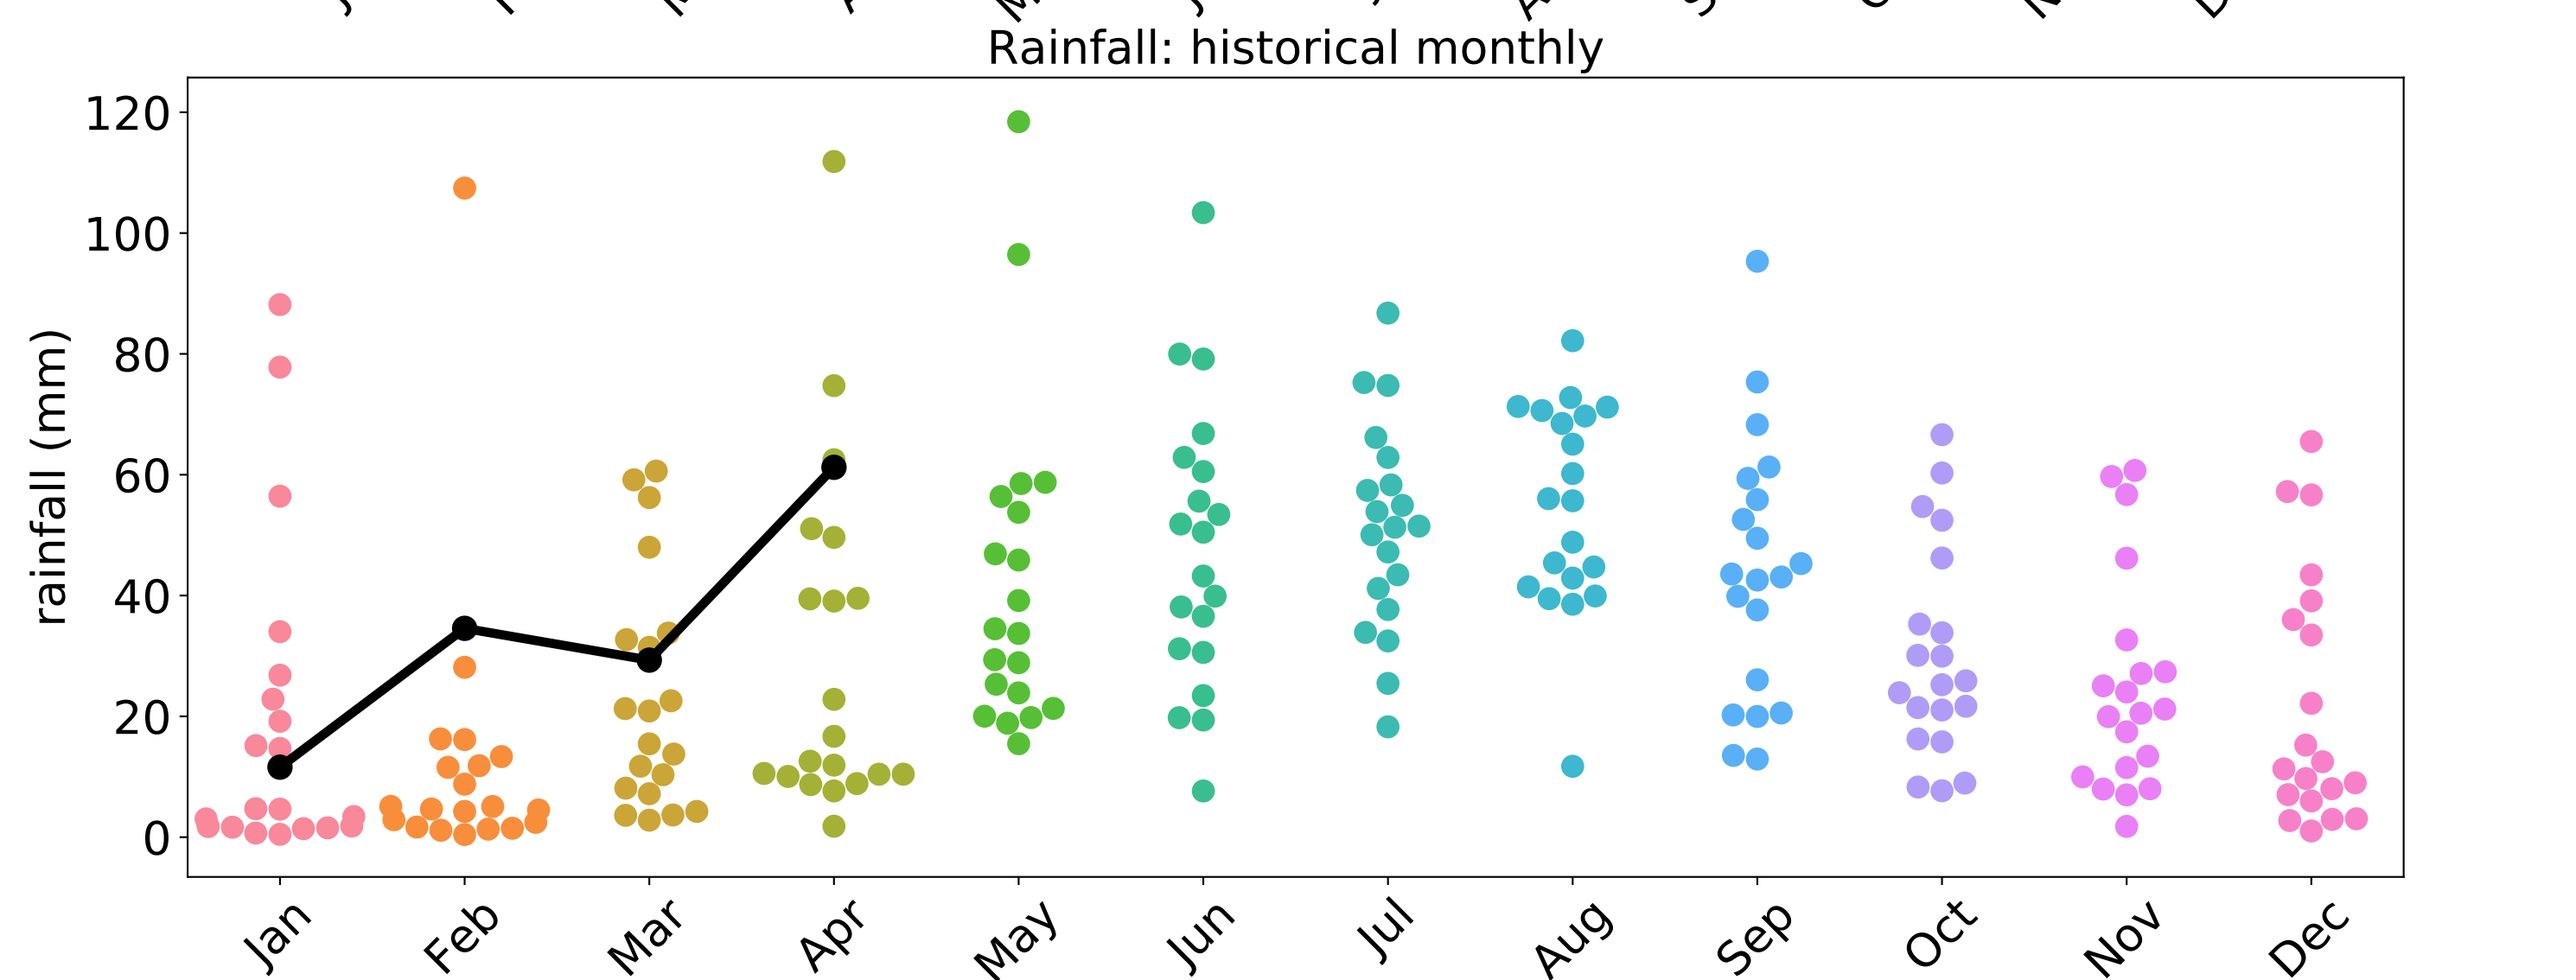 Rainfall: historical monthly
120
100
80
60
40
20
0
rainfall (mm)
Jan
Feb
Mar
Apr
May
Jun
Jul
Aug
Sep
Oct
Nov
Dec